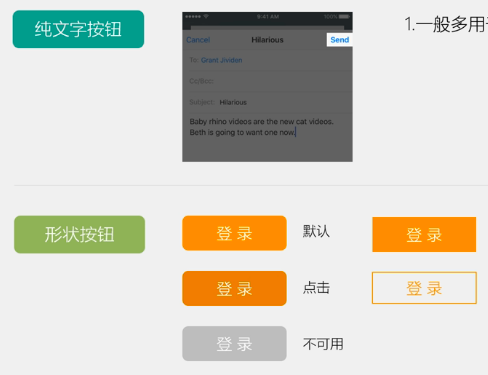 纯文字按钮
9:41 AM
100%
Cancel
Hilarious
Send
To: Grant Jividen
Cc/Bcc:
Subject: Hilarious
Baby rhino videos are the new cat videos.
Beth is going to want one now.
1.一般多用
形状按钮
登录
默认
登录
登录
点击
登录
登录
不可用